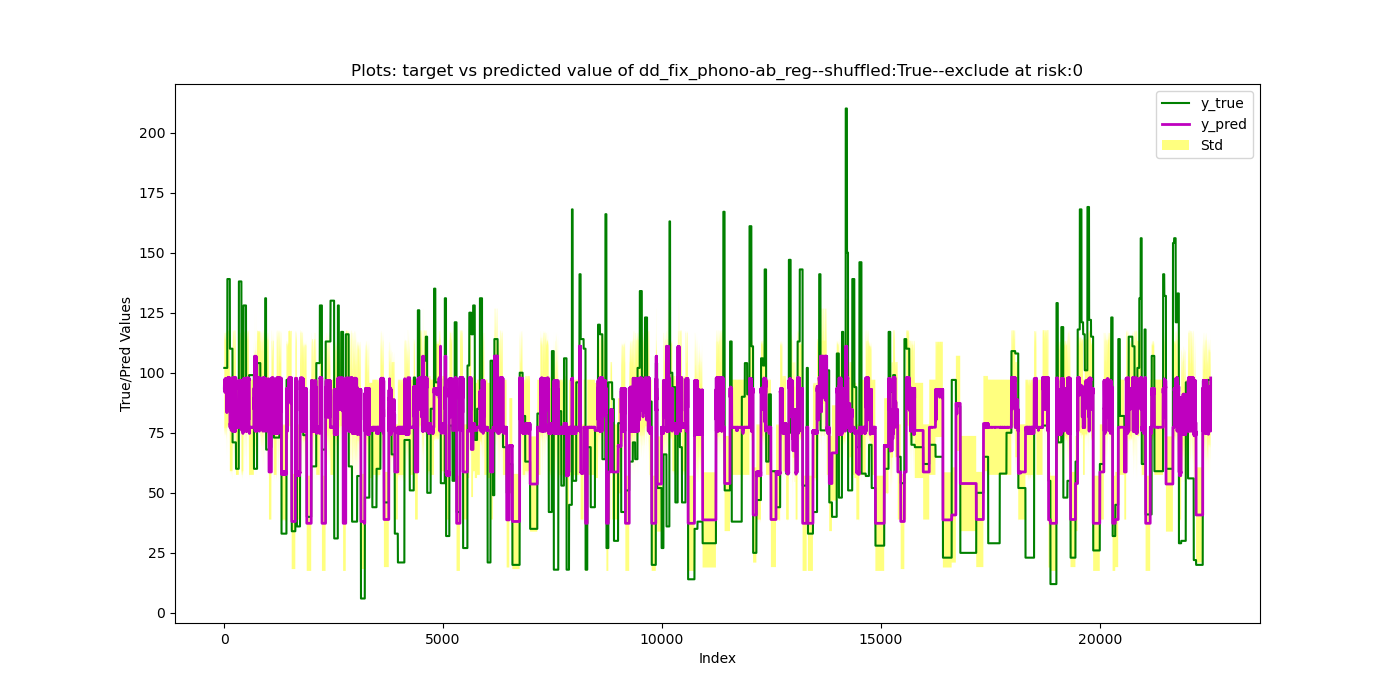 Plots: target vs predicted value of dd_fix_phono-ab_reg--shuffled:True--exclude at risk:0
y_true
y_pred
Std
200
175
150
125
100
75
50
25
0
True/Pred Values
0 5000 10000 15000 20000
Index